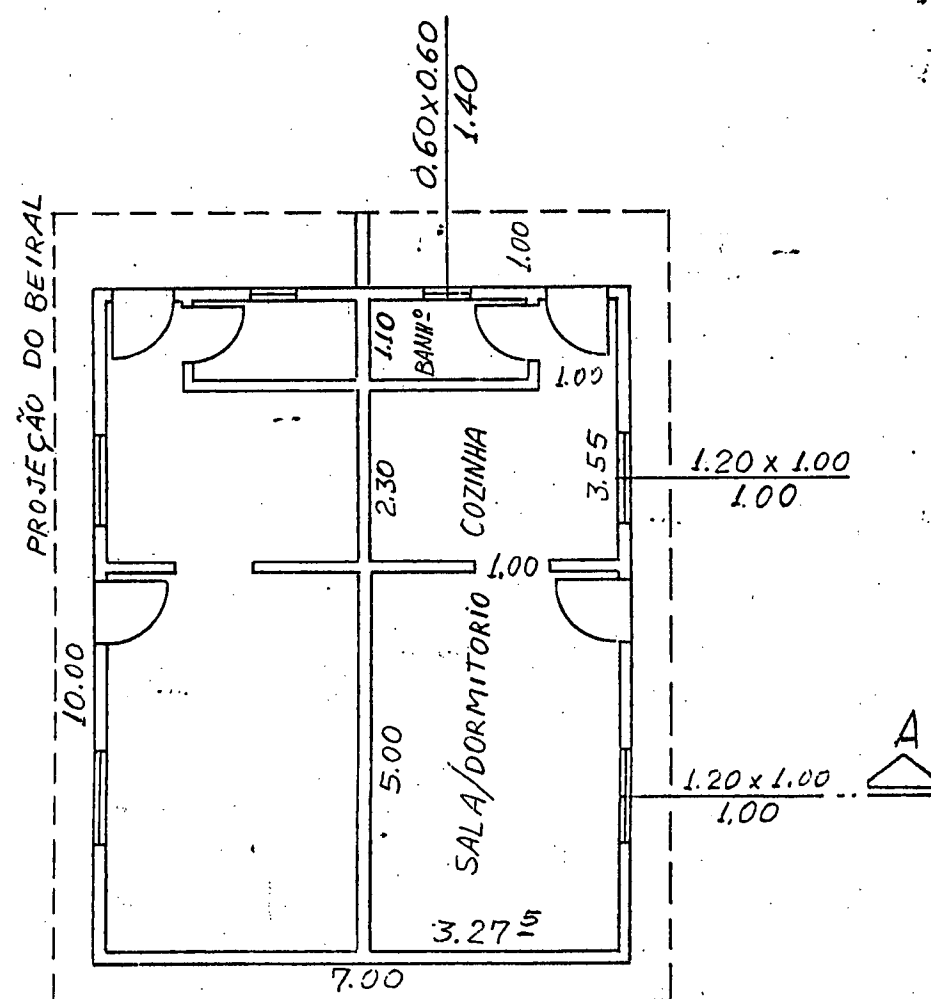 0.60x0.60
1.40
PROJEÇÃO DO BEIRAL
1.00
1.10
BANHº
1.00
2.30
COZINHA
3.55
1.20 x 1.00
1.00
1.00
10.00
5.00
SALA/DORMITORIO
1.20 x 1.00
1.00
A
3.27 5
7.00